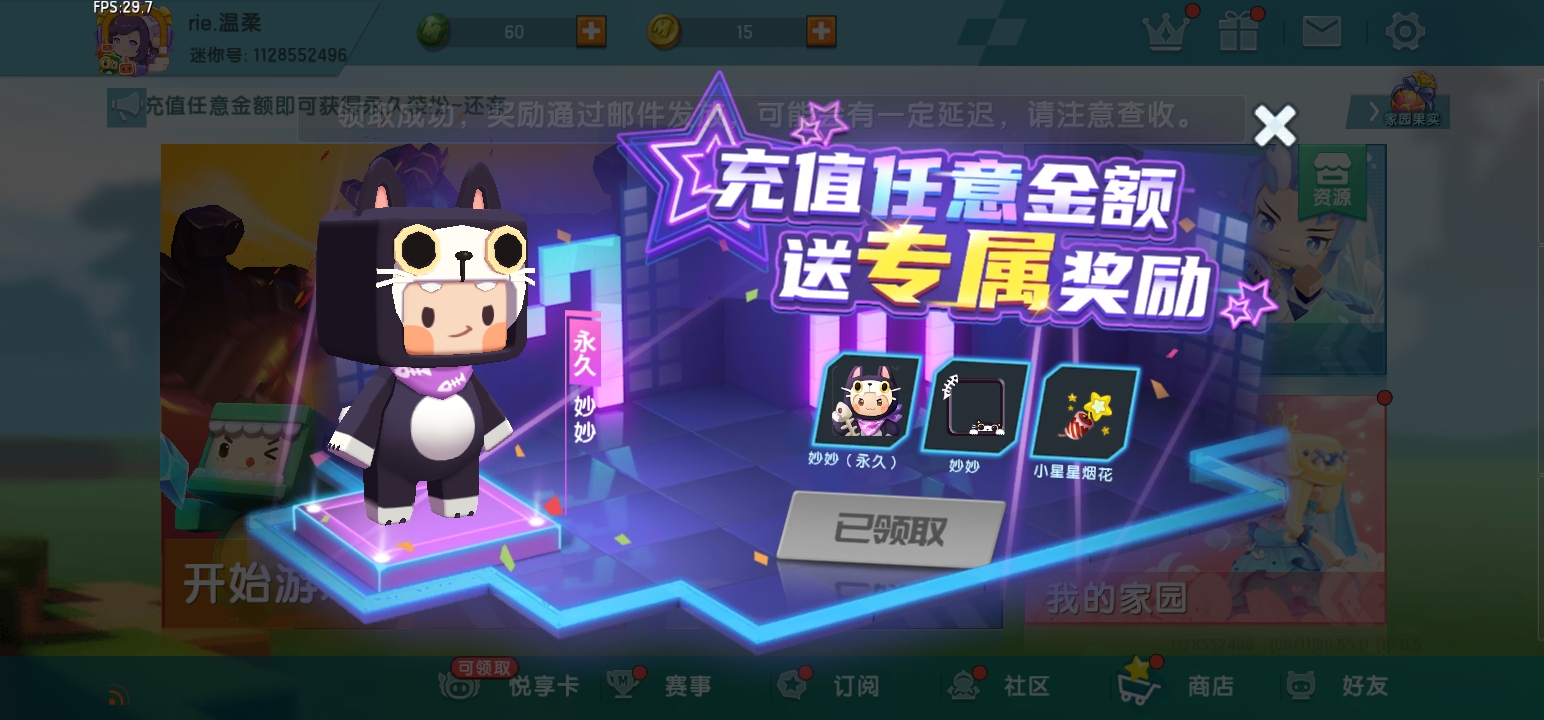 FPS:29.7
rie.温柔
迷你号: 1128552496
60
15
充值任意金额即可获得永久装扮~还有
领取成功，奖励通过邮件发放，可能会有一定延迟，请注意查收。
家园果实
资源
充值任意金额
送专属奖励
永久
妙妙
妙妙（永久）
妙妙
小星星烟花
已领取
开始游
我的家园
可领取
悦享卡
赛事
订阅
社区
商店
好友